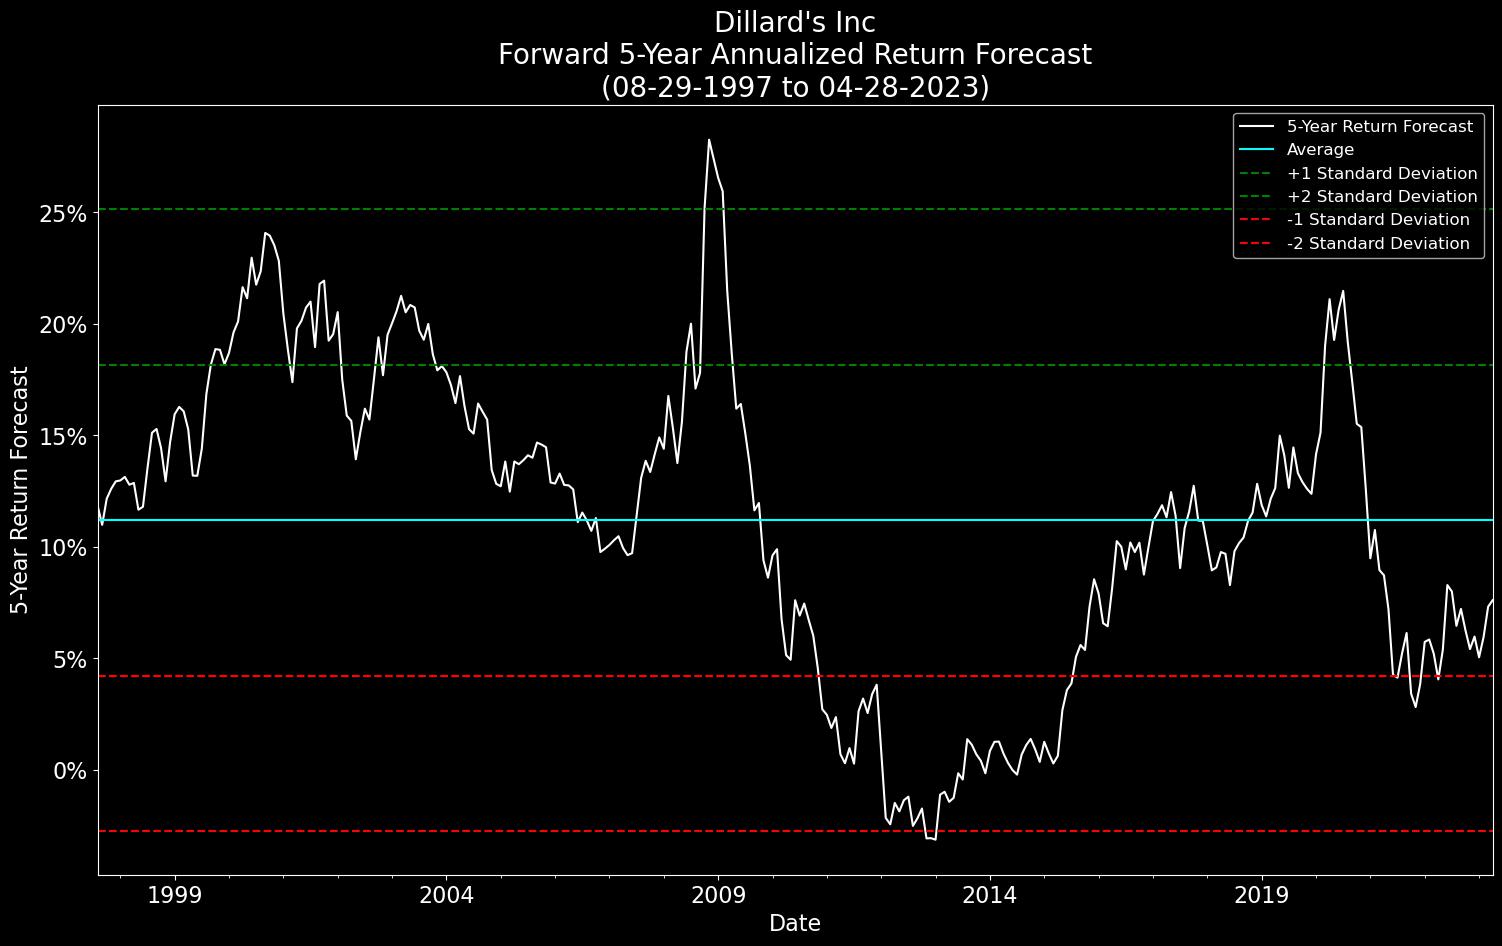 Dillard's Inc
Forward 5-Year Annualized Return Forecast
(08-29-1997 to 04-28-2023)
5-Year Return Forecast
Average
+1 Standard Deviation
+2 Standard Deviation
-1 Standard Deviation
-2 Standard Deviation
5-Year Return Forecast
25%
20%
15%
10%
5%
0%
1999
2004
2009
2014
2019
Date